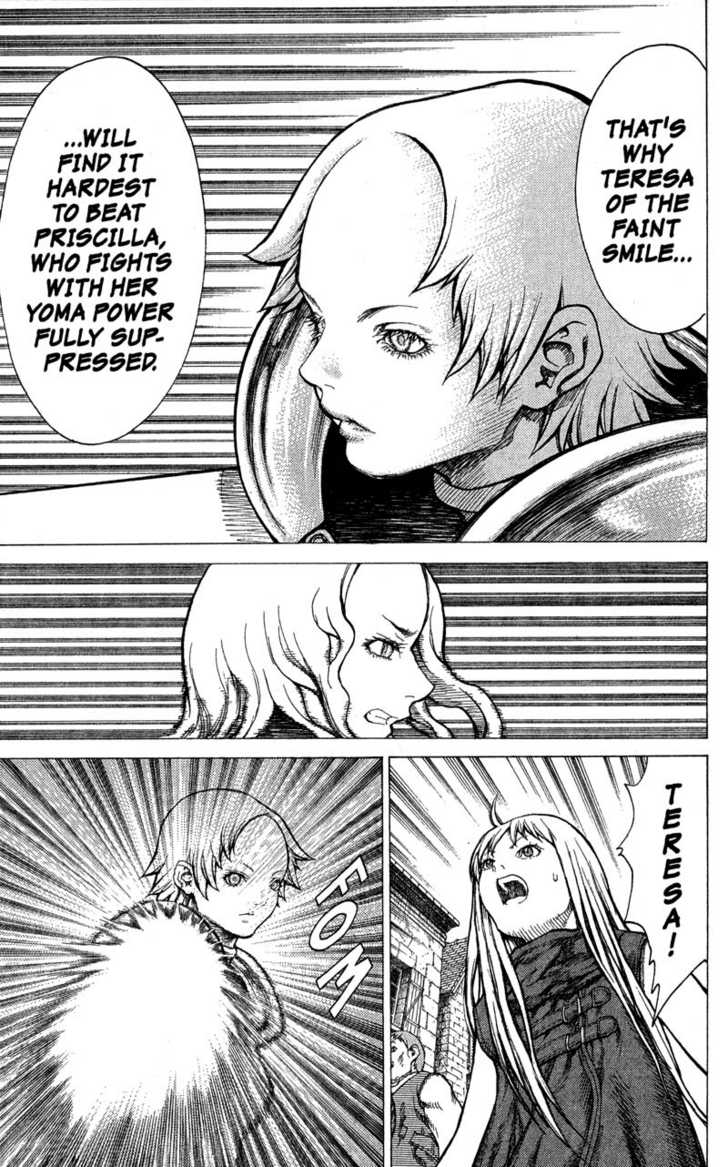 THAT'S
WHY
TERESA
OF THE
FAINT
SMILE...
...WILL
FIND IT
HARDEST
TO BEAT
PRISCILLA,
WHO FIGHTS
WITH HER
YOMA POWER
FULLY SUP-
PRESSED.
TERESA!
FOM